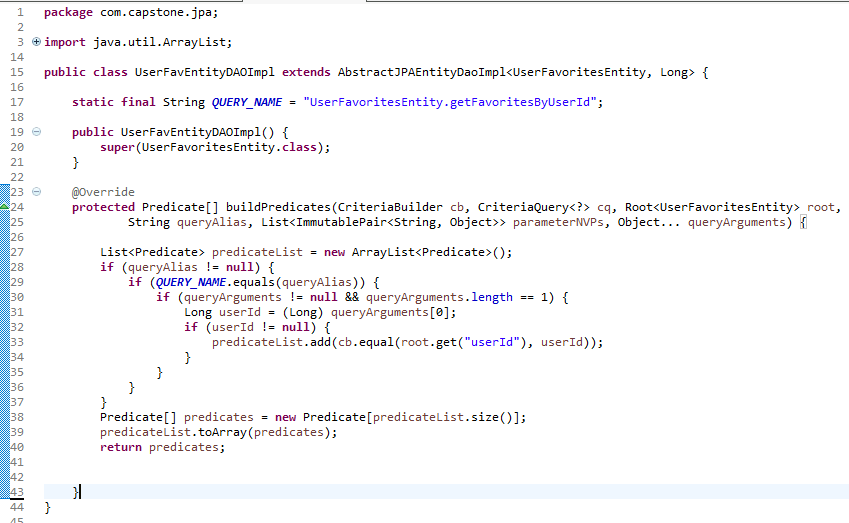 1 package com.capstone.jpa;
2
3 import java.util.ArrayList;
14
15 public class UserFavEntityDAOImpl extends AbstractJPAEntityDaoImpl<UserFavoritesEntity, Long> {
16
17     static final String QUERY_NAME = "UserFavoritesEntity.getFavoritesByUserId";
18
19     public UserFavEntityDAOImpl() {
20         super(UserFavoritesEntity.class);
21     }
22
23     @Override
24     protected Predicate[] buildPredicates(CriteriaBuilder cb, CriteriaQuery<?> cq, Root<UserFavoritesEntity> root,
25             String queryAlias, List<ImmutablePair<String, Object>> parameterNVPs, Object... queryArguments) {
26
27         List<Predicate> predicateList = new ArrayList<Predicate>();
28         if (queryAlias != null) {
29             if (QUERY_NAME.equals(queryAlias)) {
30                 if (queryArguments != null && queryArguments.length == 1) {
31                     Long userId = (Long) queryArguments[0];
32                     if (userId != null) {
33                         predicateList.add(cb.equal(root.get("userId"), userId));
34                     }
35                 }
36             }
37         }
38         Predicate[] predicates = new Predicate[predicateList.size()];
39         predicateList.toArray(predicates);
40         return predicates;
41
42
43     }
44 }
45